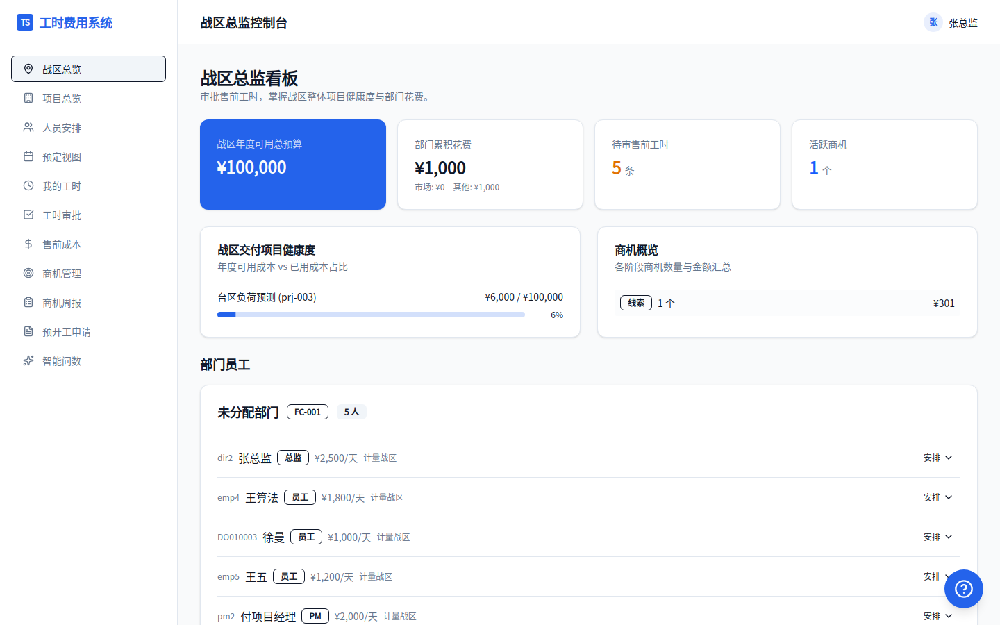 TS 工时费用系统
战区总监控制台
张 张总监
战区总览
项目总览
人员安排
预定视图
我的工时
工时审批
售前成本
商机管理
商机周报
预开工申请
智能问数
战区总监看板
审批售前工时，掌握战区整体项目健康度与部门花费。
战区年度可用总预算
¥100,000
部门累积花费
¥1,000
市场: ¥0 其他: ¥1,000
待审售前工时
5 条
活跃商机
1 个
战区交付项目健康度
年度可用成本 vs 已用成本占比
台区负荷预测 (prj-003) ¥6,000 / ¥100,000
6%
商机概览
各阶段商机数量与金额汇总
线索 1 个 ¥301
部门员工
未分配部门 FC-001 5 人
dir2 张总监 总监 ¥2,500/天 计量战区 安排
emp4 王算法 员工 ¥1,800/天 计量战区 安排
DO010003 徐曼 员工 ¥1,000/天 计量战区 安排
emp5 王五 员工 ¥1,200/天 计量战区 安排
pm2 付项目经理 PM ¥2,000/天 计量战区 安排